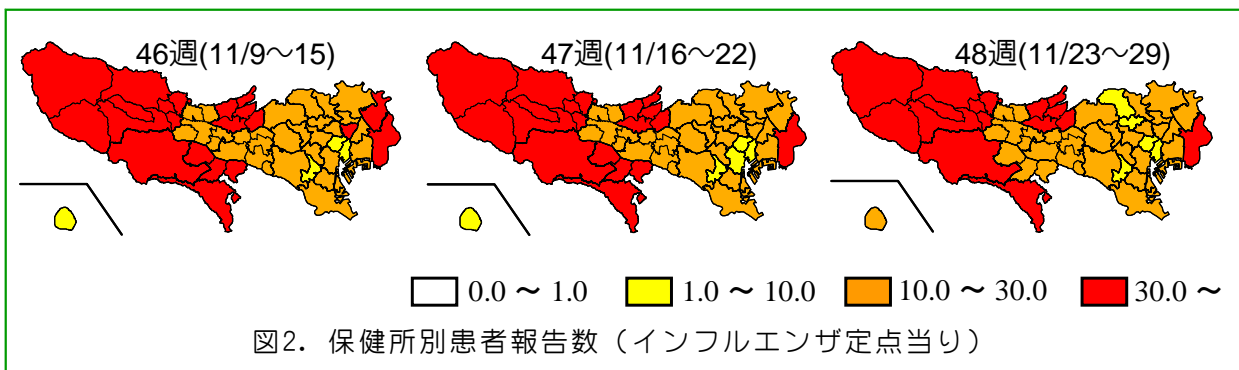 46週(11/9～15)
47週(11/16～22)
48週(11/23～29)
0.0 ～ 1.0
1.0 ～ 10.0
10.0 ～ 30.0
30.0 ～
図2. 保健所別患者報告数（インフルエンザ定点当り）